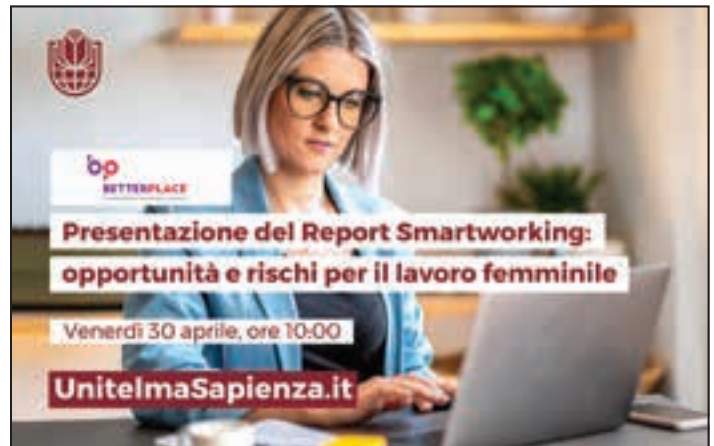 bp
BETTERPLACE
Presentazione del Report Smartworking:
opportunità e rischi per il lavoro femminile
Venerdì 30 aprile, ore 10:00
UnitelmaSapienza.it